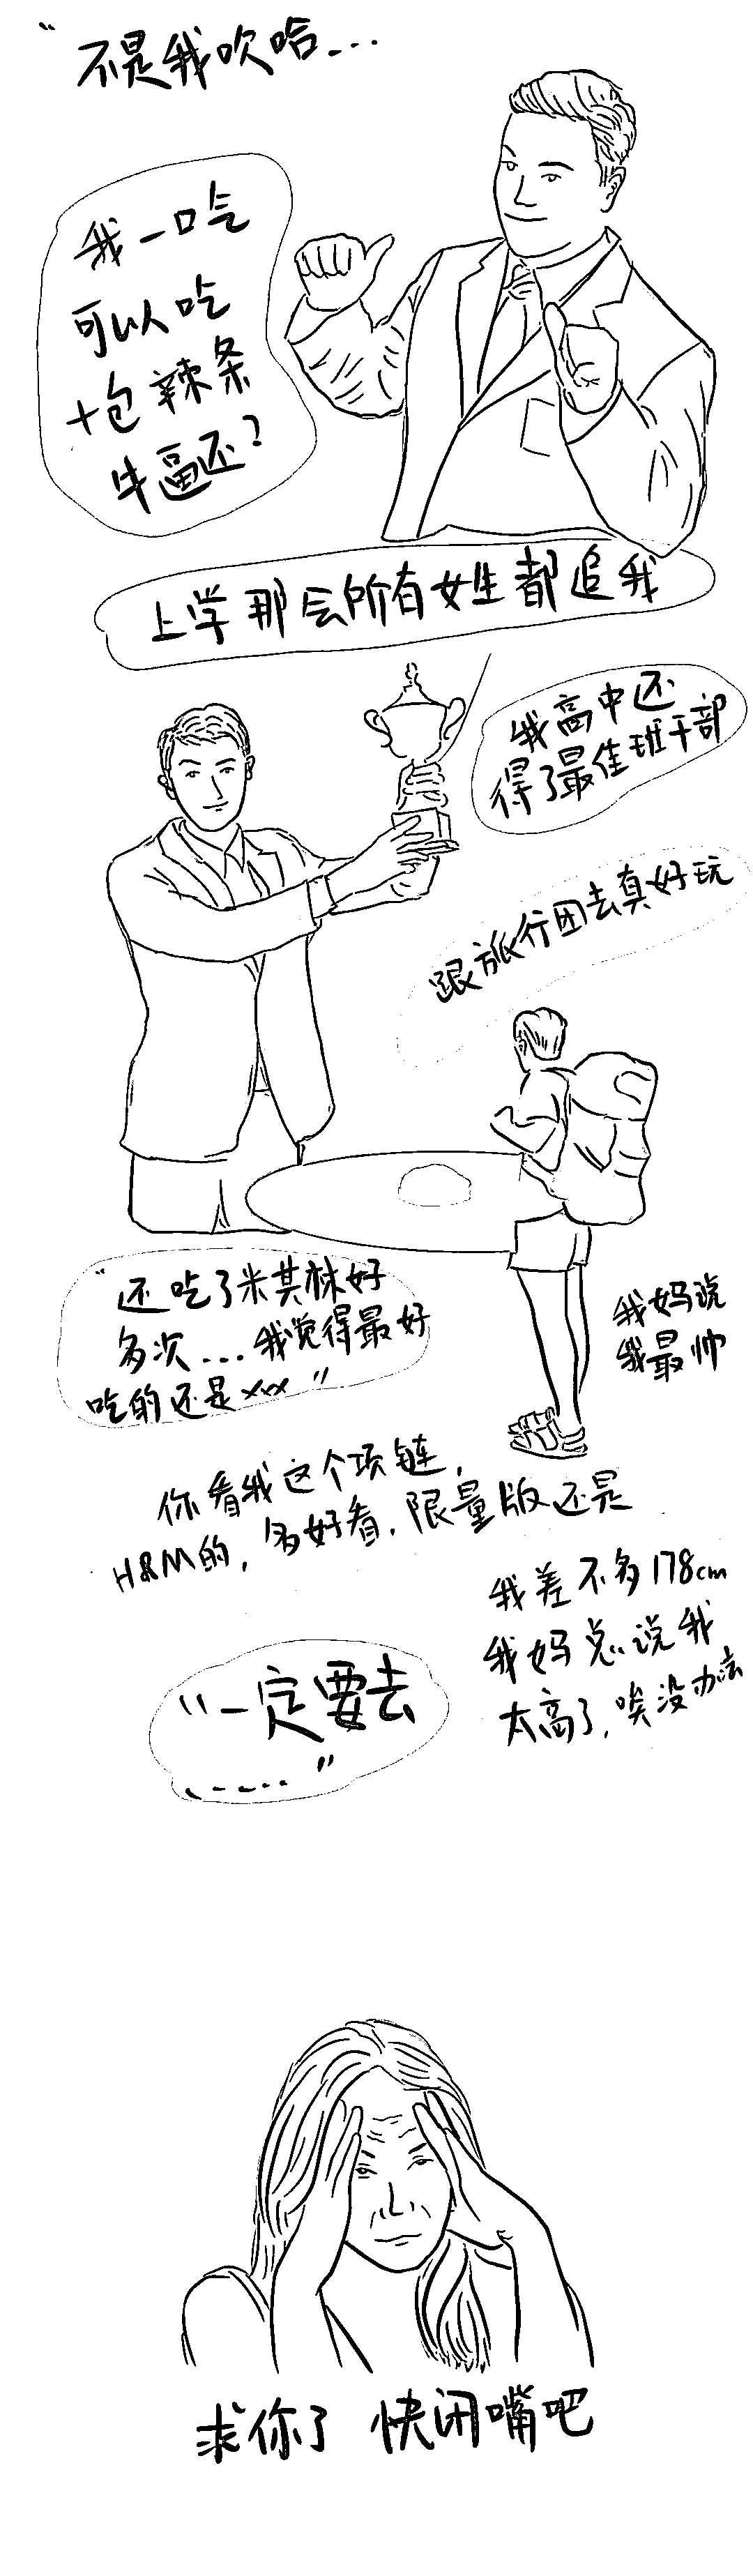 “不是我吹哈...
我一口气
可以吃
十包辣条
牛逼还？
上学那会所有女生都追我
我高中还
得了最佳班干部
跟旅行团去真好玩
“还吃了米其林好
多次...我觉得最好
吃的还是xxx”
我妈说
我最帅
你看我这个项链，
H&M的，多好看，限量版还是
我差不多178cm
我妈总说我
太高了，唉没办法
“一定要去
......”
求你了 快闭嘴吧